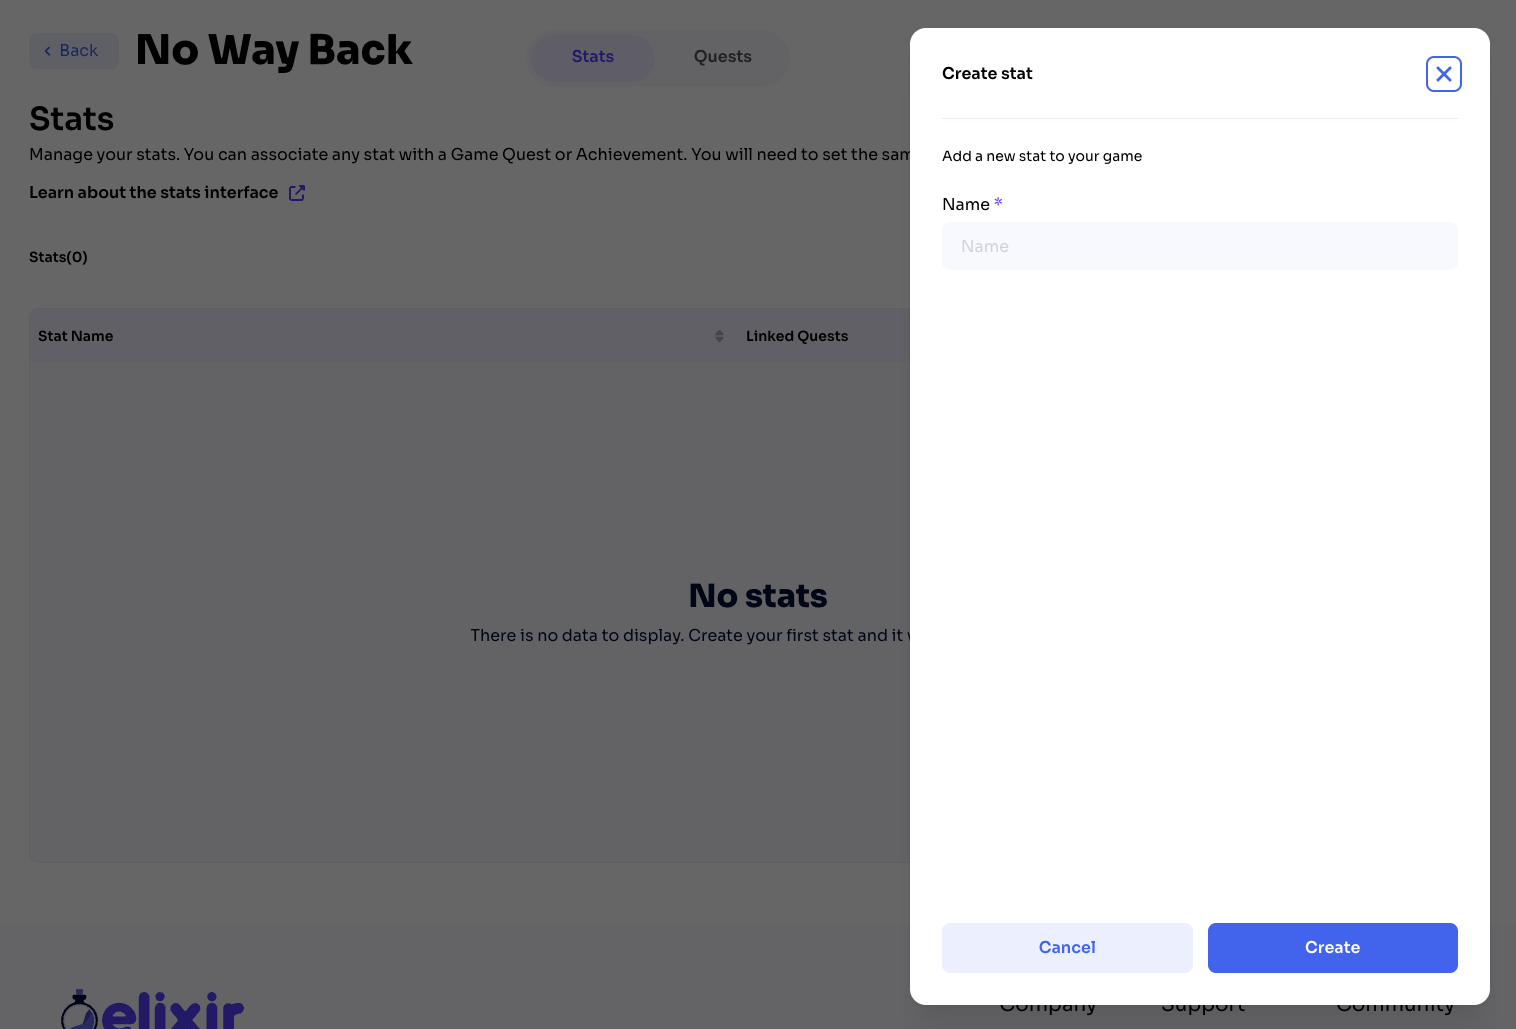 Back
No Way Back
Stats
Quests
Stats
Manage your stats. You can associate any stat with a Game Quest or Achievement. You will need to set the
Learn about the stats interface
Stats(0)
Stat Name
Linked Quests
No stats
There is no data to display. Create your first stat and it
Create stat
Add a new stat to your game
Name *
Name
Cancel
Create
elixir
Company
Support
Community